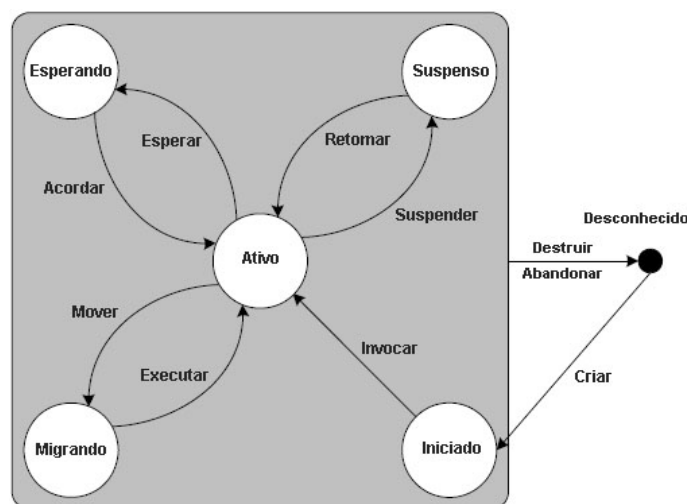 Esperando
Suspenso
Esperar
Retomar
Acordar
Suspender
Desconhecido
Ativo
Destruir
Abandonar
Mover
Invocar
Executar
Criar
Migrando
Iniciado